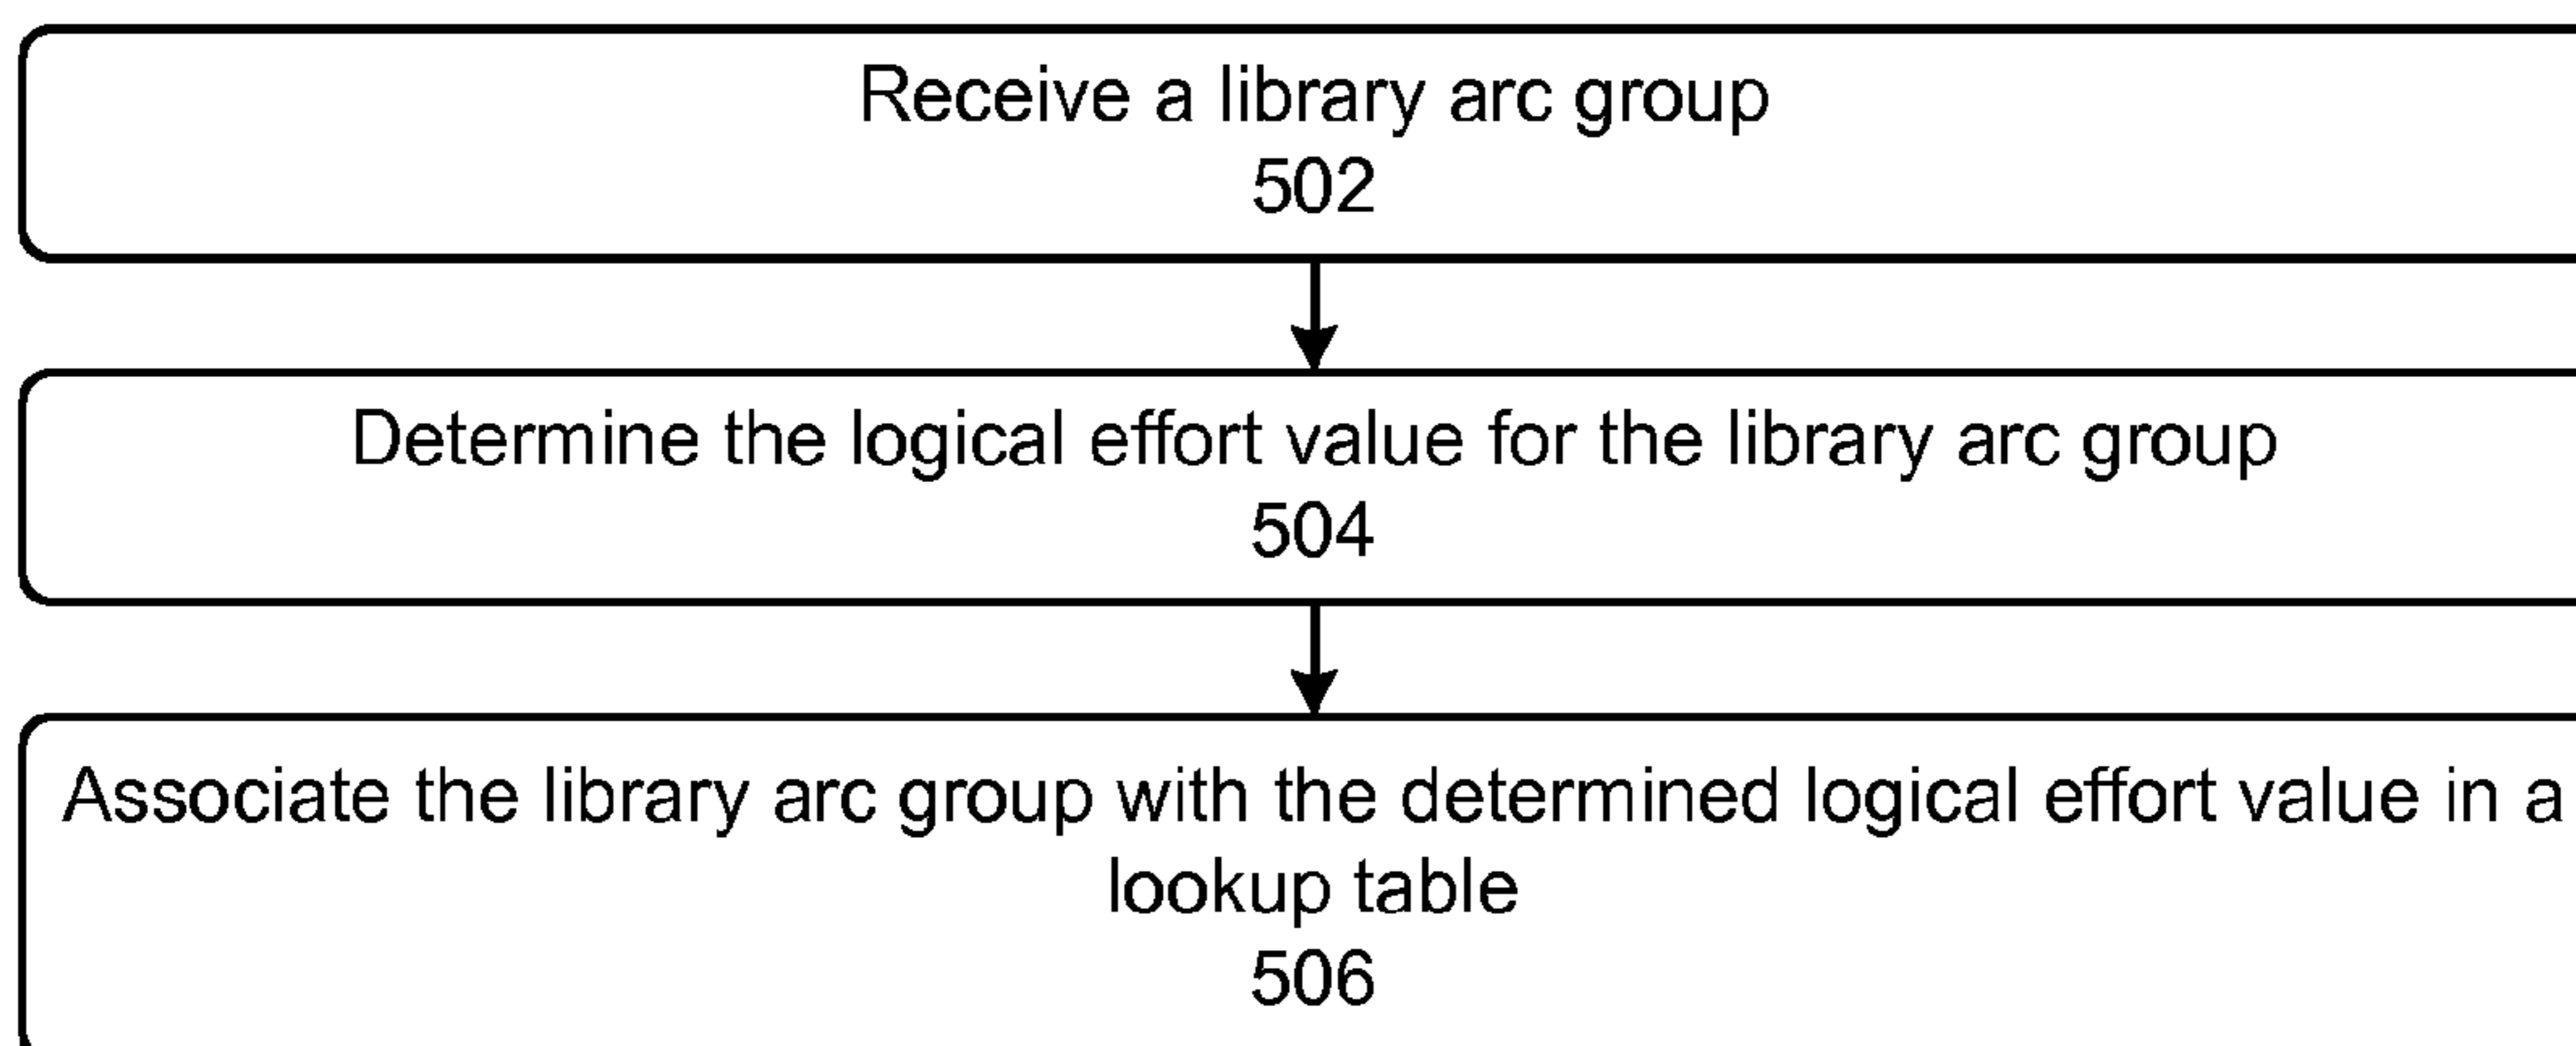 Receive a library arc group
502
Determine the logical effort value for the library arc group
504
Associate the library arc group with the determined logical effort value in a
lookup table
506